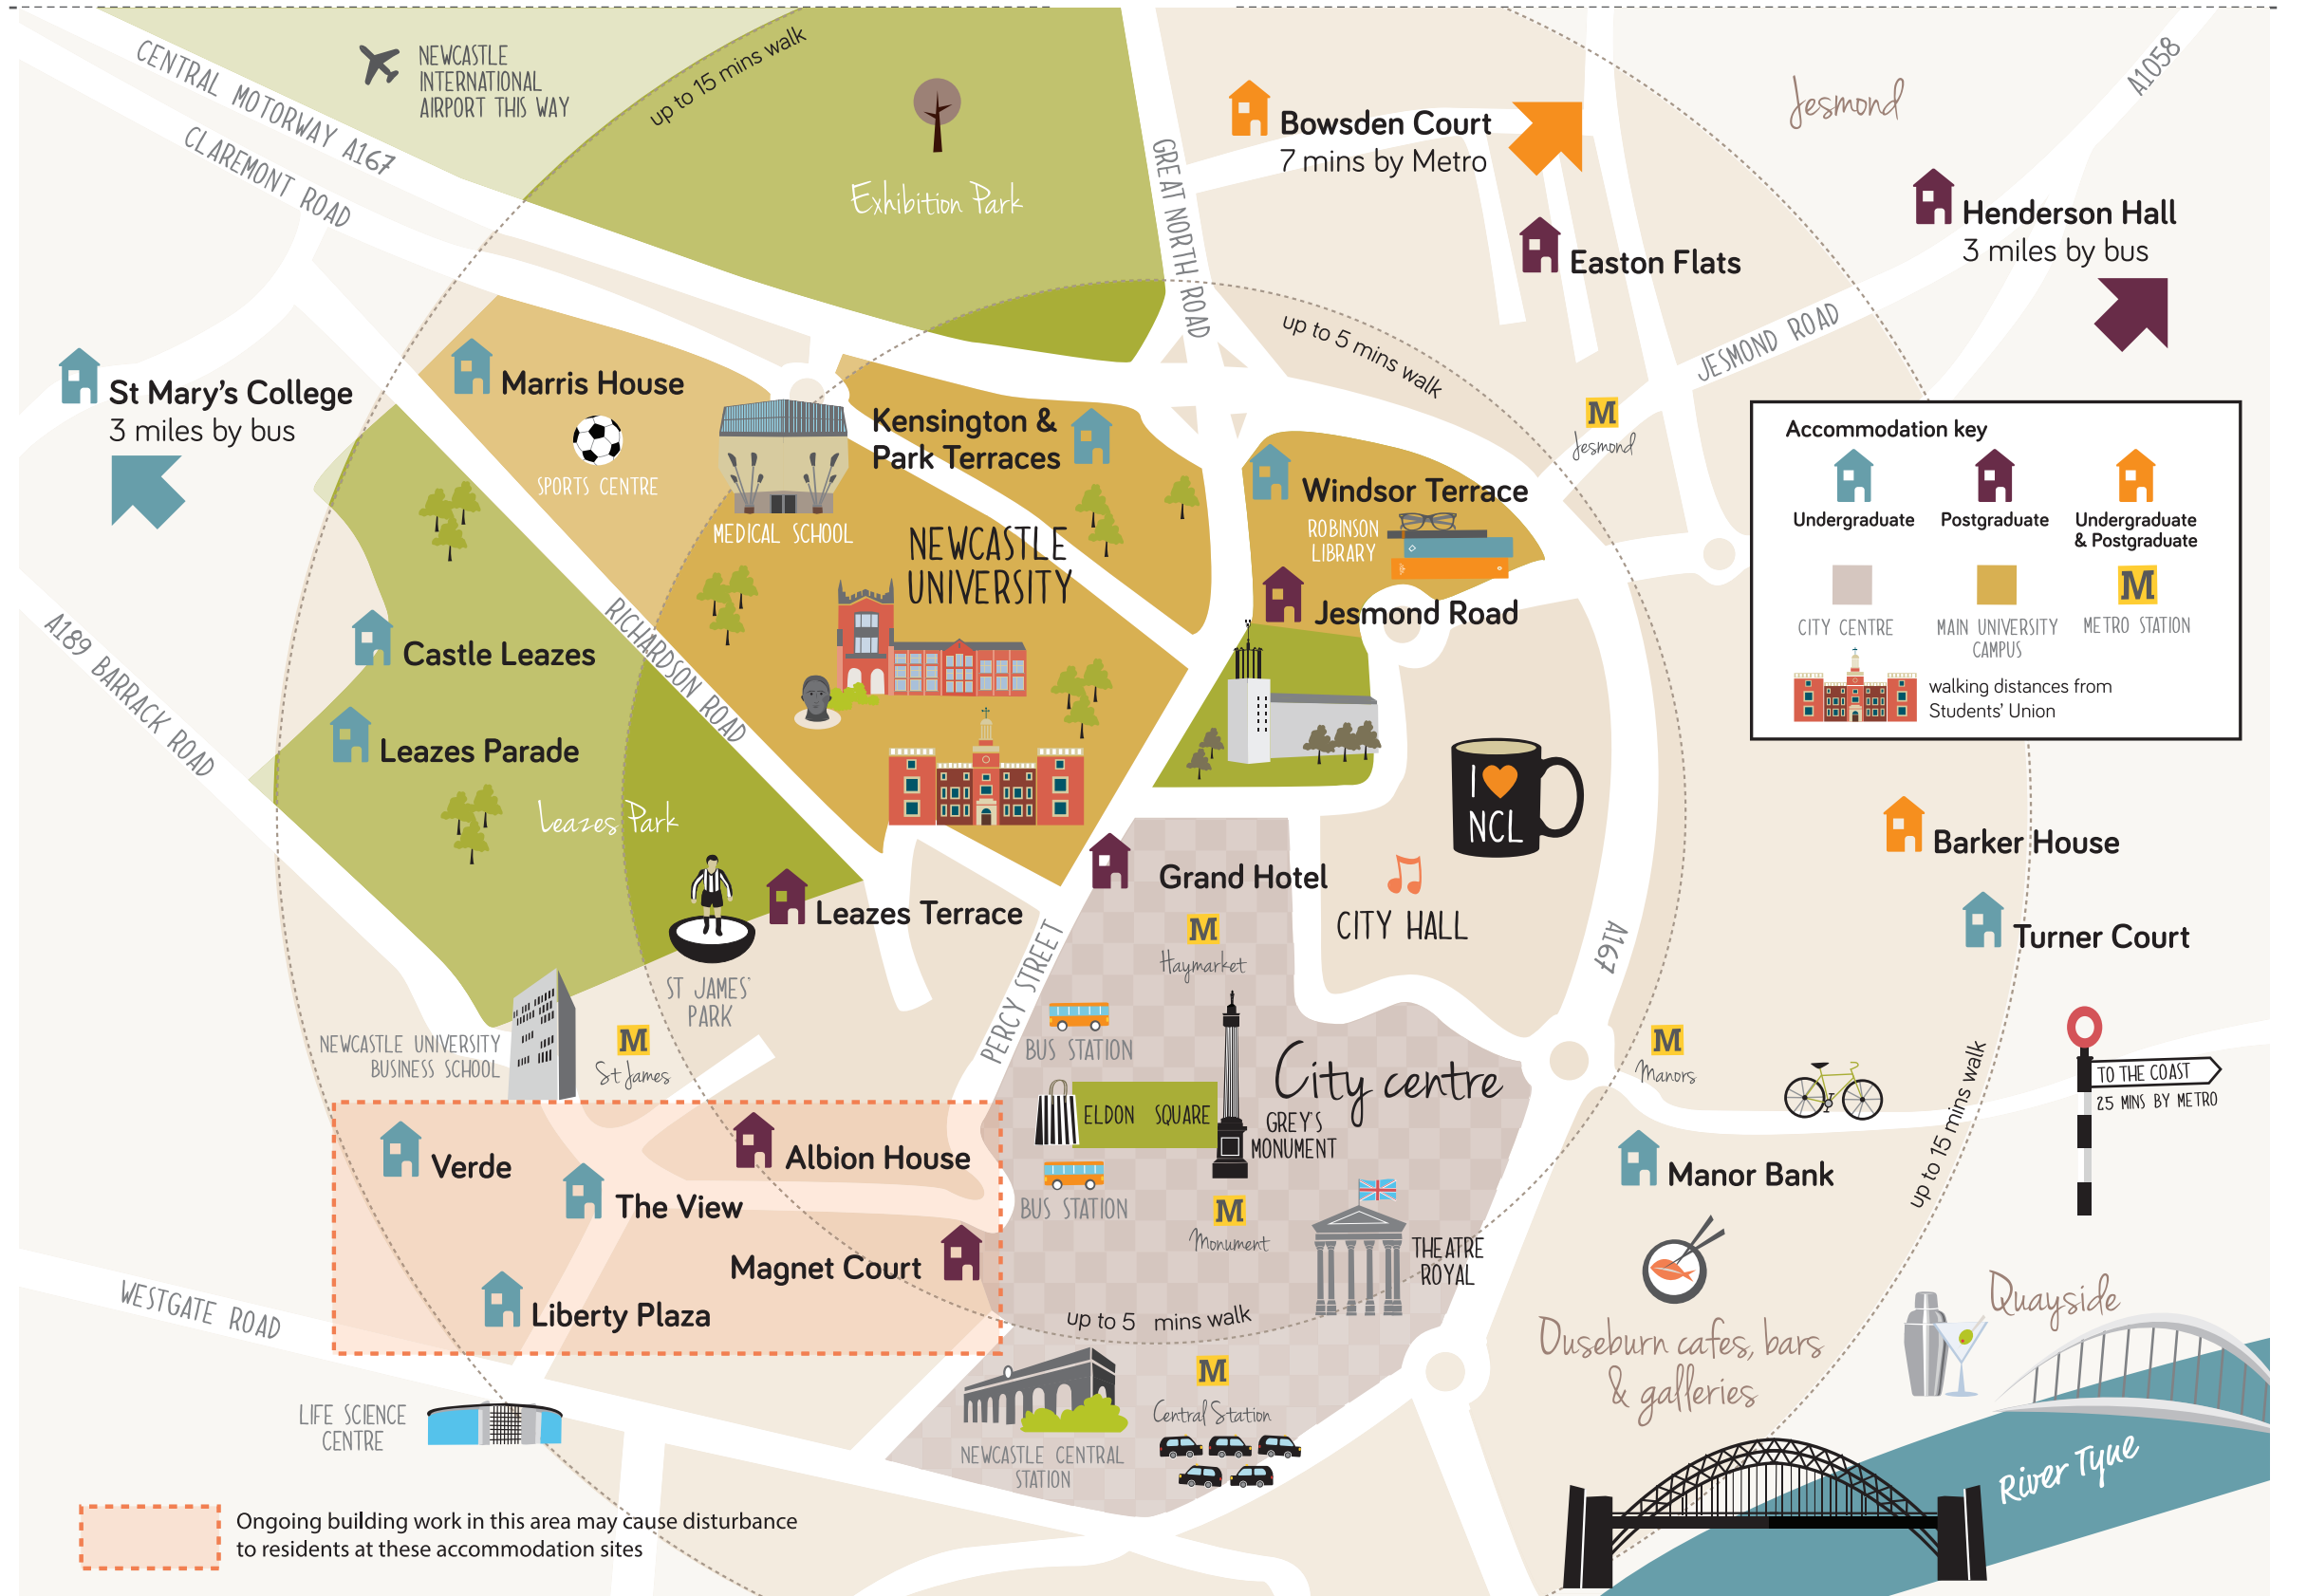 CENTRAL MOTORWAY A167
CLAREMONT ROAD
NEWCASTLE
INTERNATIONAL
AIRPORT THIS WAY
up to 15 mins walk
Exhibition Park
GREAT NORTH ROAD
Bowsden Court
7 mins by Metro
Jesmond
A1058
Henderson Hall
3 miles by bus
Easton Flats
up to 5 mins walk
JESMOND ROAD
St Mary's College
3 miles by bus
Marris House
SPORTS CENTRE
MEDICAL SCHOOL
Kensington &
Park Terraces
NEWCASTLE
UNIVERSITY
Windsor Terrace
ROBINSON
LIBRARY
Jesmond Road
M
Jesmond
Accommodation key
Undergraduate
Postgraduate
Undergraduate
& Postgraduate
CITY CENTRE
MAIN UNIVERSITY
CAMPUS
M
METRO STATION
walking distances from
Students' Union
A189 BARRACK ROAD
RICHARDSON ROAD
Castle Leazes
Leazes Parade
Leazes Park
I
NCL
Barker House
Turner Court
Grand Hotel
CITY HALL
M
Haymarket
A167
Leazes Terrace
ST JAMES'
PARK
PERCY STREET
NEWCASTLE UNIVERSITY
BUSINESS SCHOOL
M
St James
BUS STATION
City centre
ELDON SQUARE
GREY'S
MONUMENT
BUS STATION
M
Monument
THEATRE
ROYAL
M
Manors
TO THE COAST
25 MINS BY METRO
up to 15 mins walk
Manor Bank
Verde
The View
Albion House
Magnet Court
Liberty Plaza
up to 5 mins walk
WESTGATE ROAD
LIFE SCIENCE
CENTRE
NEWCASTLE CENTRAL
STATION
M
Central Station
Ouseburn cafes, bars
& galleries
Quayside
River Tyne
Ongoing building work in this area may cause disturbance
to residents at these accommodation sites